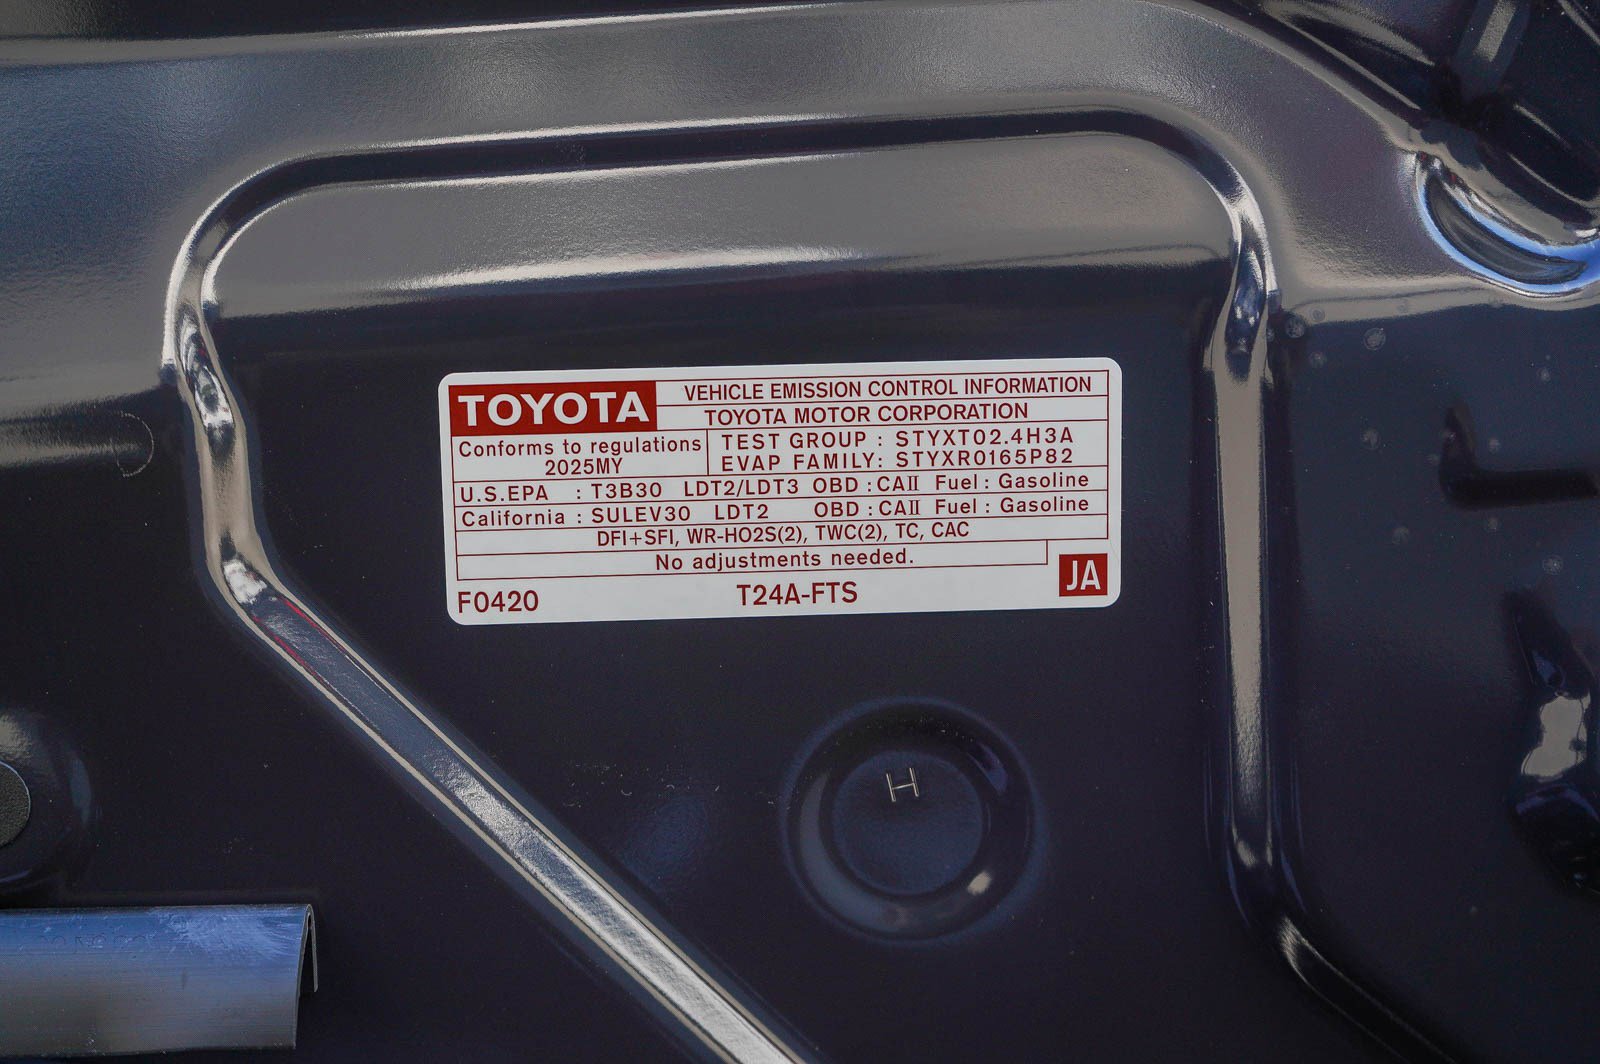 TOYOTA
VEHICLE EMISSION CONTROL INFORMATION
TOYOTA MOTOR CORPORATION
Conforms to regulations
2025MY
TEST GROUP : STYXT02.4H3A
EVAP FAMILY: STYXR0165P82
U.S.EPA : T3B30 LDT2/LDT3 OBD : CAII Fuel : Gasoline
California : SULEV30 LDT2 OBD : CAII Fuel : Gasoline
DFI+SFI, WR-HO2S(2), TWC(2), TC, CAC
No adjustments needed.
JA
F0420
T24A-FTS
H